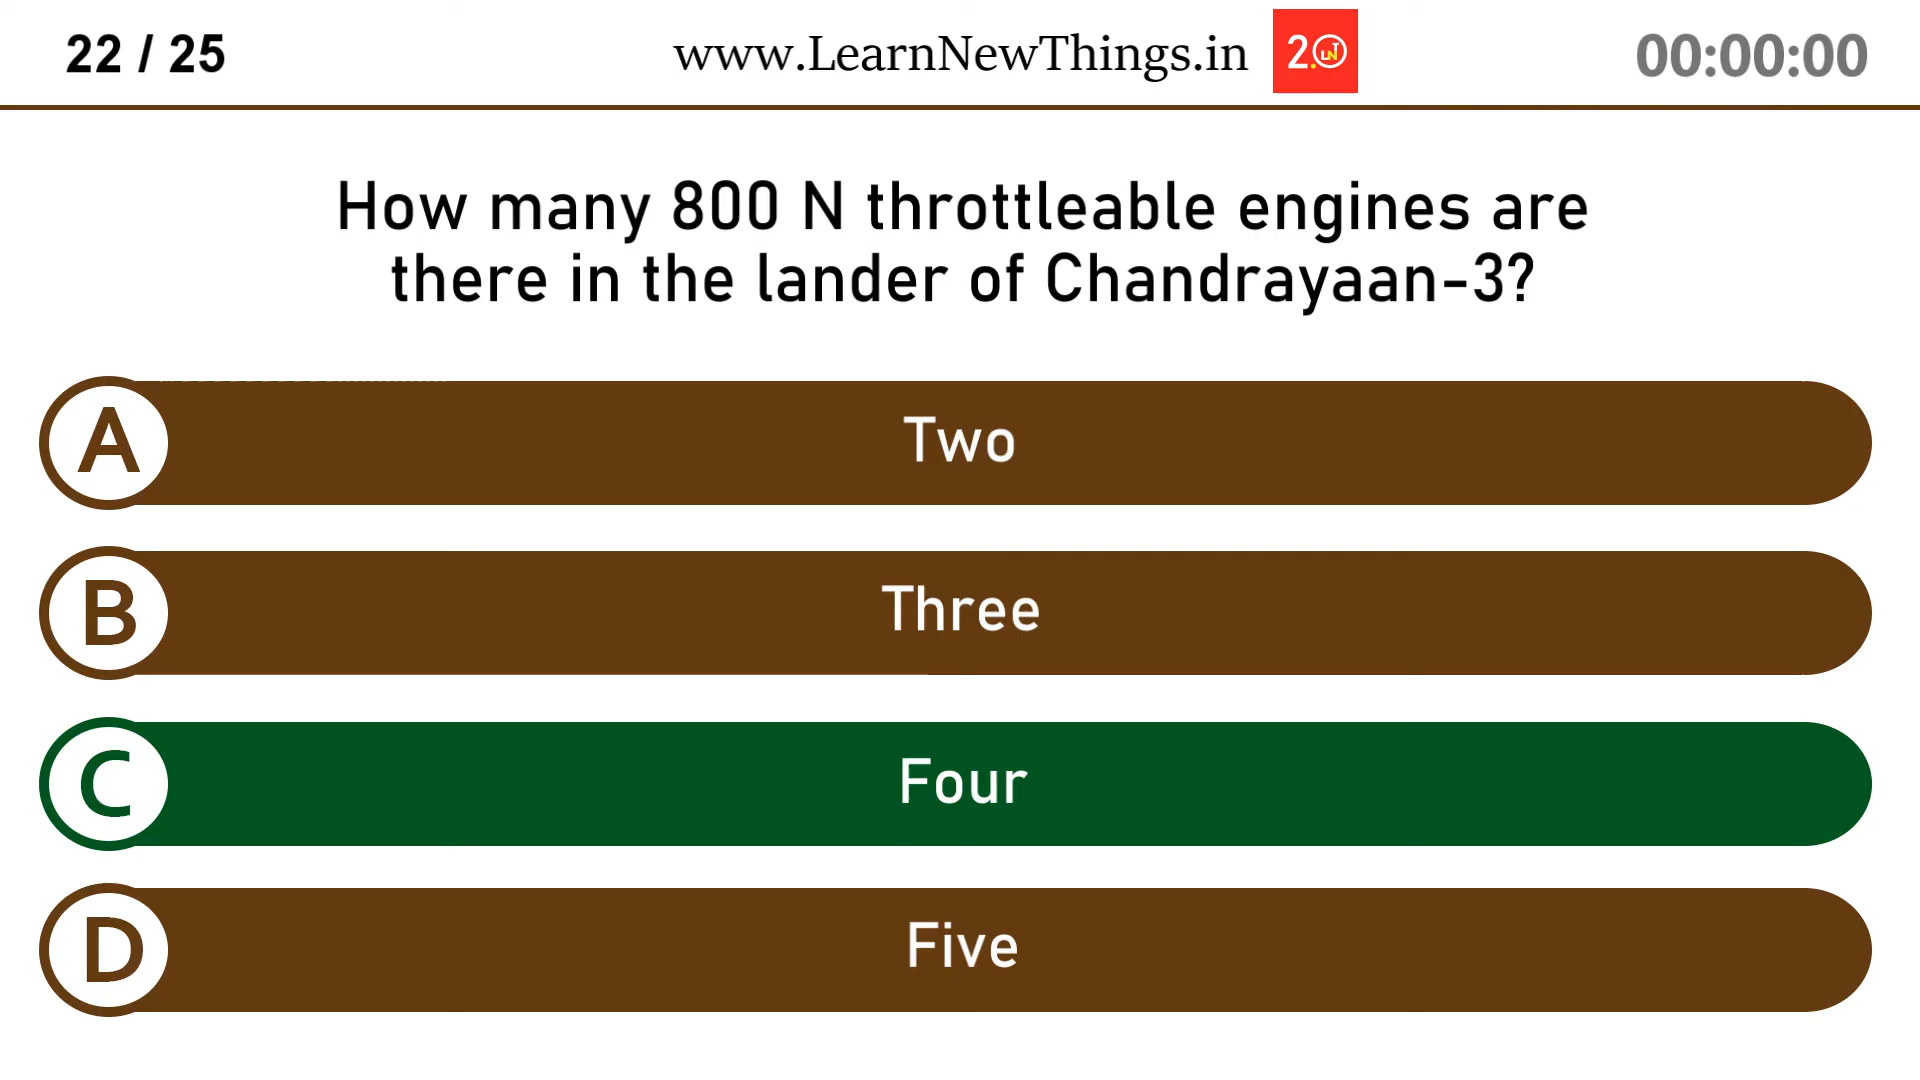 22 / 25
www.LearnNewThings.in
2.LNT
00:00:00
How many 800 N throttleable engines are
there in the lander of Chandrayaan-3?
A
Two
B
Three
C
Four
D
Five